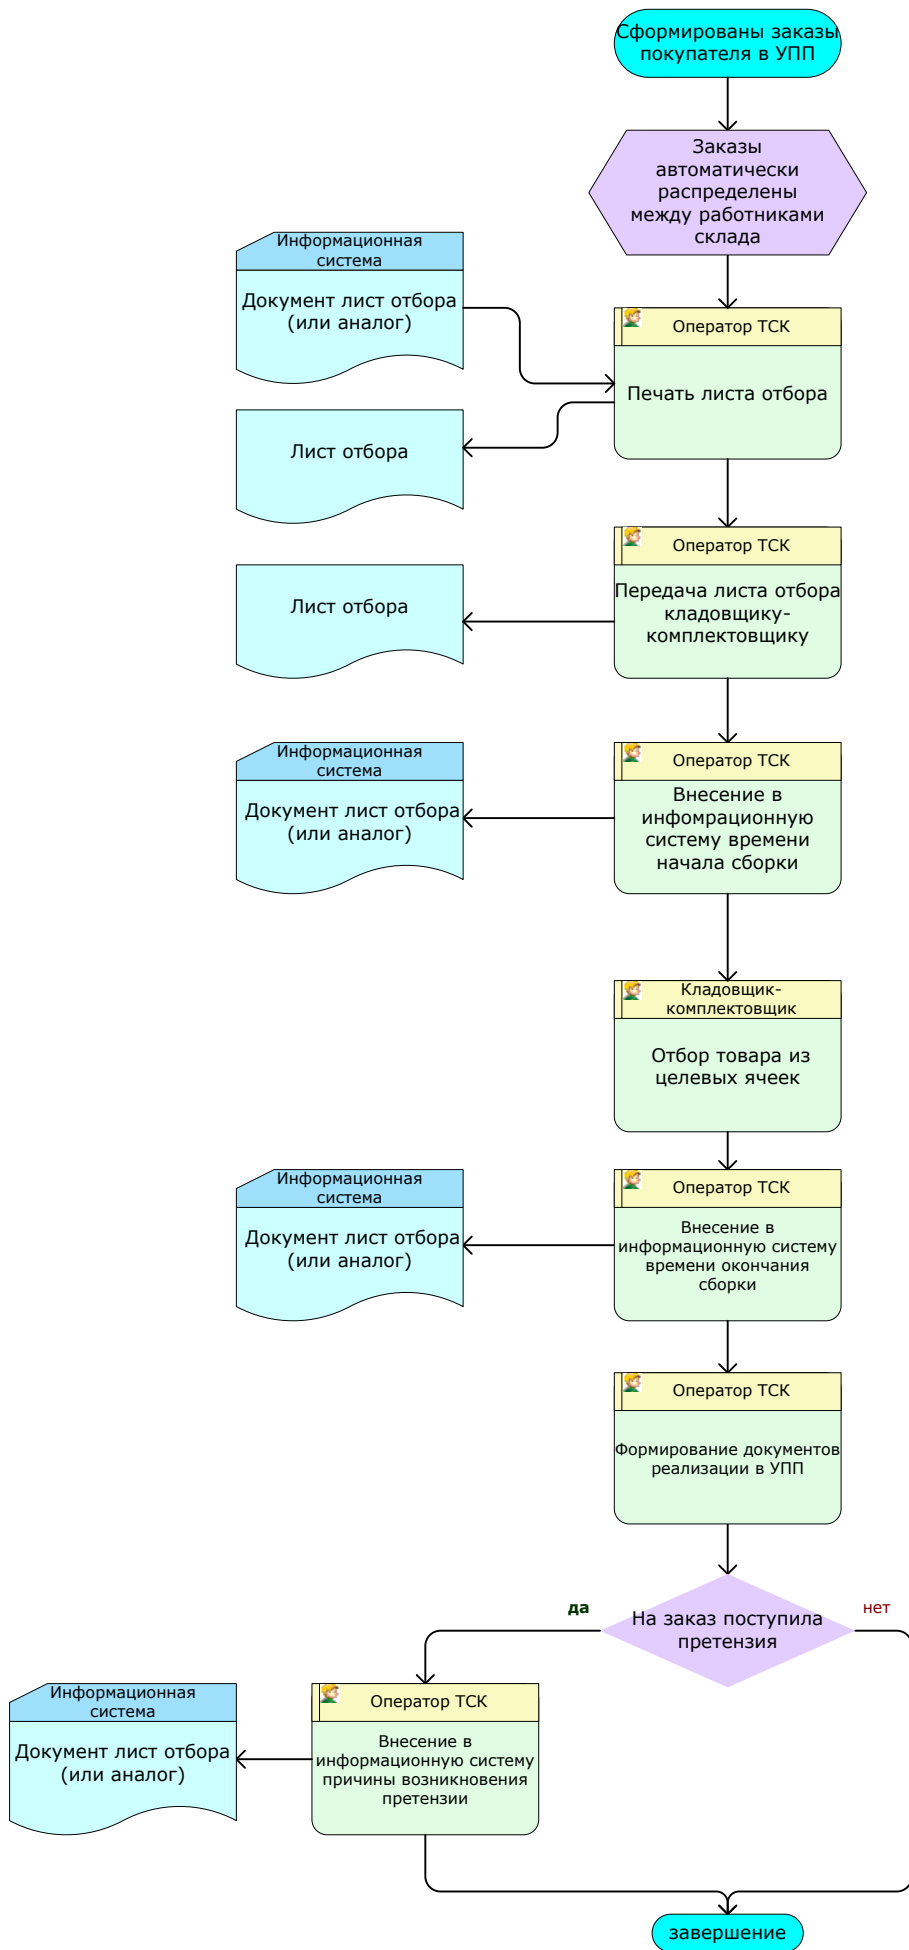 Сформированы заказы
покупателя в УПП
Заказы
автоматически
распределены
между работниками
склада
Информационная
система
Документ лист отбора
(или аналог)
Оператор ТСК
Печать листа отбора
Лист отбора
Оператор ТСК
Передача листа отбора
кладовщику-
комплектовщику
Лист отбора
Информационная
система
Документ лист отбора
(или аналог)
Оператор ТСК
Внесение в
инфомрационную
систему времени
начала сборки
Кладовщик-
комплектовщик
Отбор товара из
целевых ячеек
Информационная
система
Документ лист отбора
(или аналог)
Оператор ТСК
Внесение в
информационную систему
времени окончания
сборки
Оператор ТСК
Формирование документов
реализации в УПП
да
На заказ поступила
претензия
нет
Информационная
система
Документ лист отбора
(или аналог)
Оператор ТСК
Внесение в
информационную систему
причины возникновения
претензии
завершение